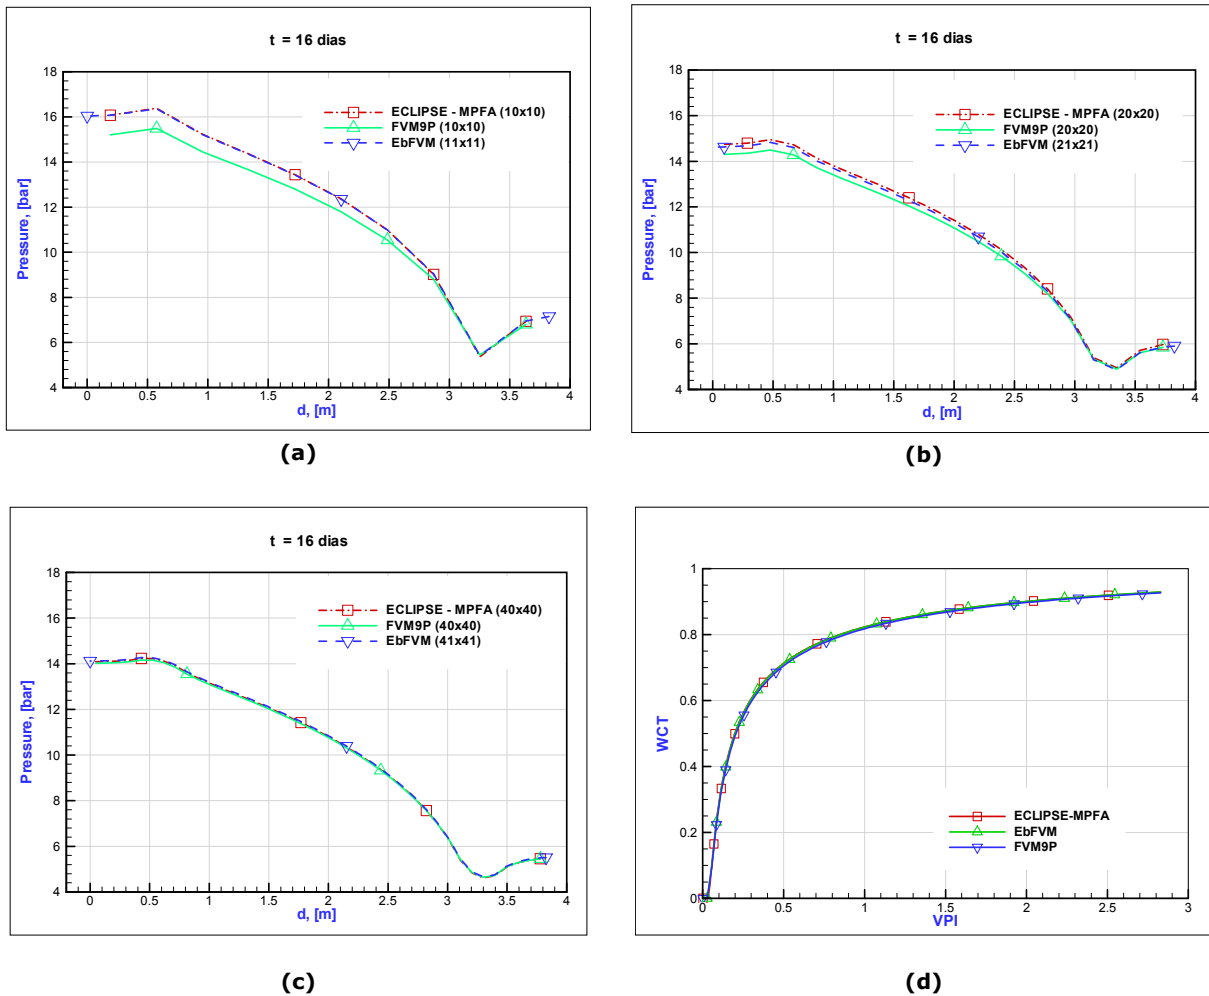 t = 16 dias
ECLIPSE - MPFA (10x10)
FVM9P (10x10)
EbFVM (11x11)
Pressure, [bar]
18
16
14
12
10
8
6
4
0 0.5 1 1.5 2 2.5 3 3.5 4
d, [m]
(a)
t = 16 dias
ECLIPSE - MPFA (20x20)
FVM9P (20x20)
EbFVM (21x21)
Pressure, [bar]
18
16
14
12
10
8
6
4
0 0.5 1 1.5 2 2.5 3 3.5 4
d, [m]
(b)
t = 16 dias
ECLIPSE - MPFA (40x40)
FVM9P (40x40)
EbFVM (41x41)
Pressure, [bar]
18
16
14
12
10
8
6
4
0 0.5 1 1.5 2 2.5 3 3.5 4
d, [m]
(c)
WCT
1
0.8
0.6
0.4
0.2
0
ECLIPSE-MPFA
EbFVM
FVM9P
0 0.5 1 1.5 2 2.5 3
VPI
(d)